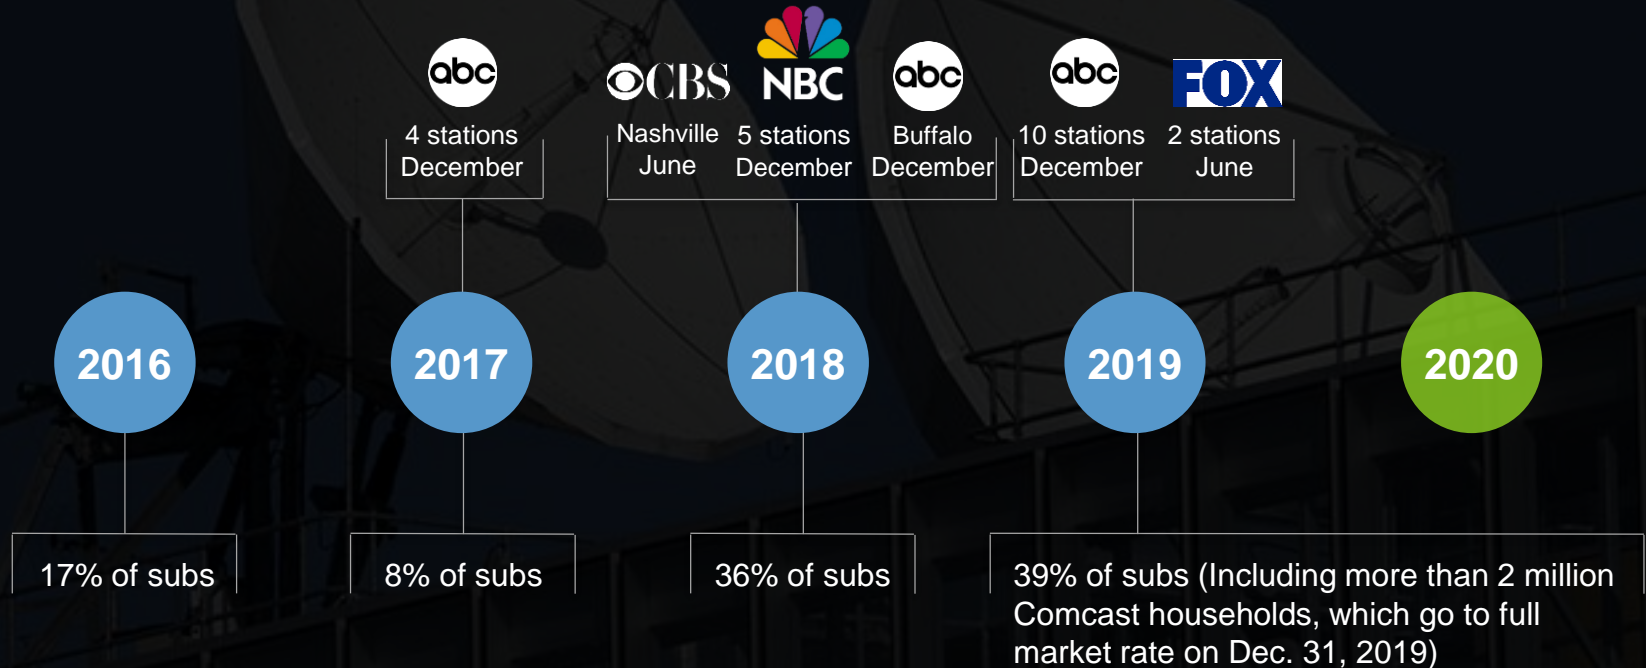 abc
4 stations
December
CBS
Nashville
June
NBC
5 stations
December
abc
Buffalo
December
abc
10 stations
December
FOX
2 stations
June
2016
2017
2018
2019
2020
17% of subs
8% of subs
36% of subs
39% of subs (Including more than 2 million
Comcast households, which go to full
market rate on Dec. 31, 2019)